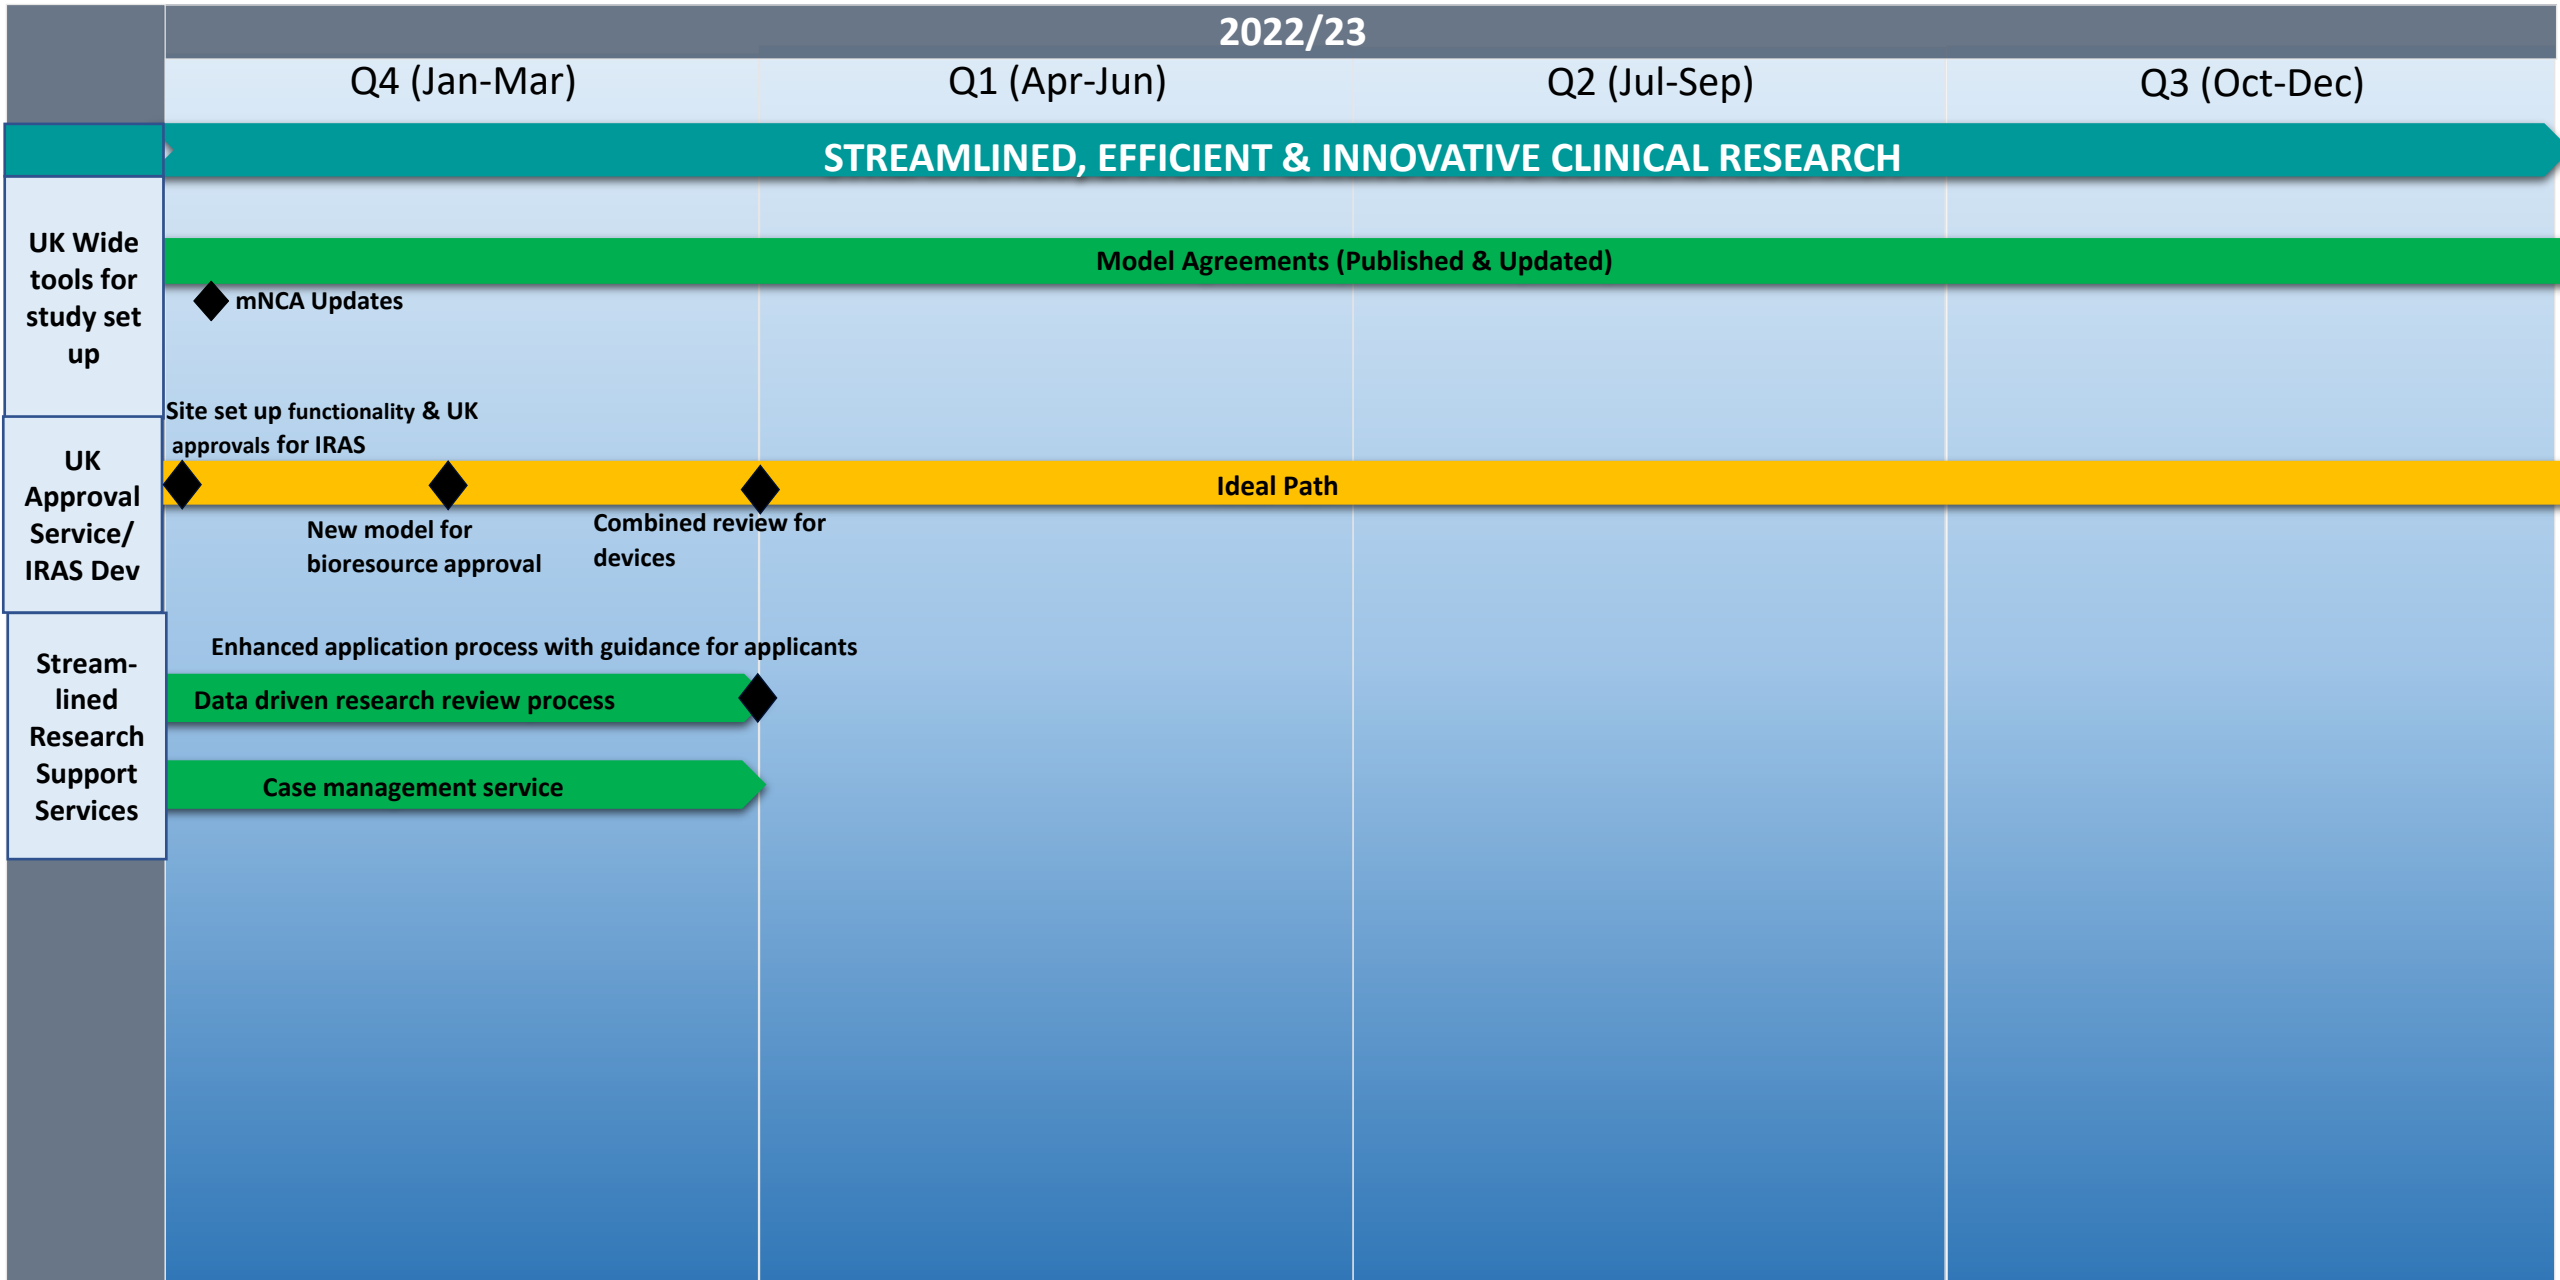 2022/23
Q4 (Jan-Mar)
Q1 (Apr-Jun)
Q2 (Jul-Sep)
Q3 (Oct-Dec)
STREAMLINED, EFFICIENT & INNOVATIVE CLINICAL RESEARCH
UK Wide
tools for
study set
up
Model Agreements (Published & Updated)
mNCA Updates
UK
Approval
Service/
IRAS Dev
Site set up functionality & UK
approvals for IRAS
Ideal Path
New model for
bioresource approval
Combined review for
devices
Stream-
lined
Research
Support
Services
Enhanced application process with guidance for applicants
Data driven research review process
Case management service